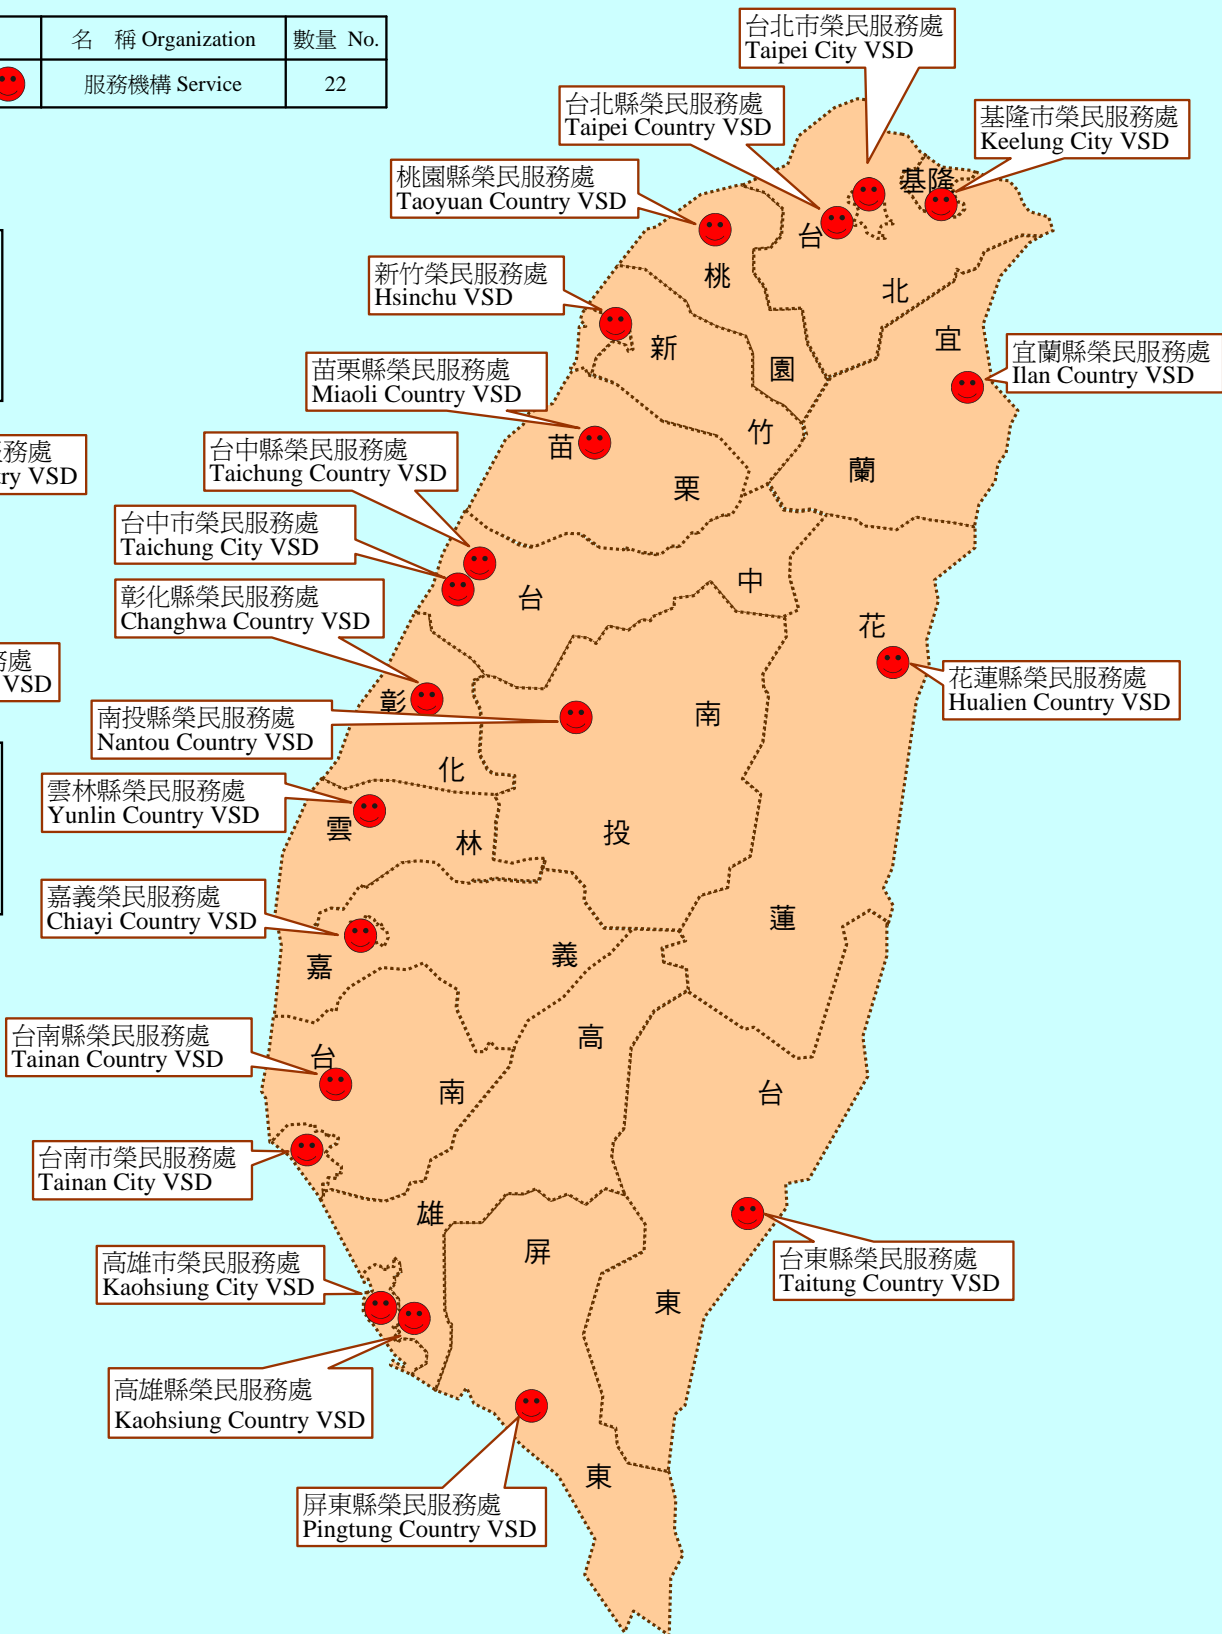 名 稱 Organization
數量 No.
服務機構 Service
22
台北市榮民服務處
Taipei City VSD
台北縣榮民服務處
Taipei Country VSD
基隆市榮民服務處
Keelung City VSD
桃園縣榮民服務處
Taoyuan Country VSD
新竹榮民服務處
Hsinchu VSD
宜蘭縣榮民服務處
Ilan Country VSD
苗栗縣榮民服務處
Miaoli Country VSD
台中縣榮民服務處
Taichung Country VSD
務處
try VSD
台中市榮民服務處
Taichung City VSD
彰化縣榮民服務處
Changhwa Country VSD
務處
VSD
花蓮縣榮民服務處
Hualien Country VSD
南投縣榮民服務處
Nantou Country VSD
雲林縣榮民服務處
Yunlin Country VSD
嘉義榮民服務處
Chiayi Country VSD
台南縣榮民服務處
Tainan Country VSD
台南市榮民服務處
Tainan City VSD
高雄市榮民服務處
Kaohsiung City VSD
台東縣榮民服務處
Taitung Country VSD
高雄縣榮民服務處
Kaohsiung Country VSD
屏東縣榮民服務處
Pingtung Country VSD
基隆
台
北
桃
園
新
竹
宜
蘭
苗
栗
台
中
花
蓮
彰
化
南
投
雲
林
嘉
義
台
南
高
雄
台
東
屏
東